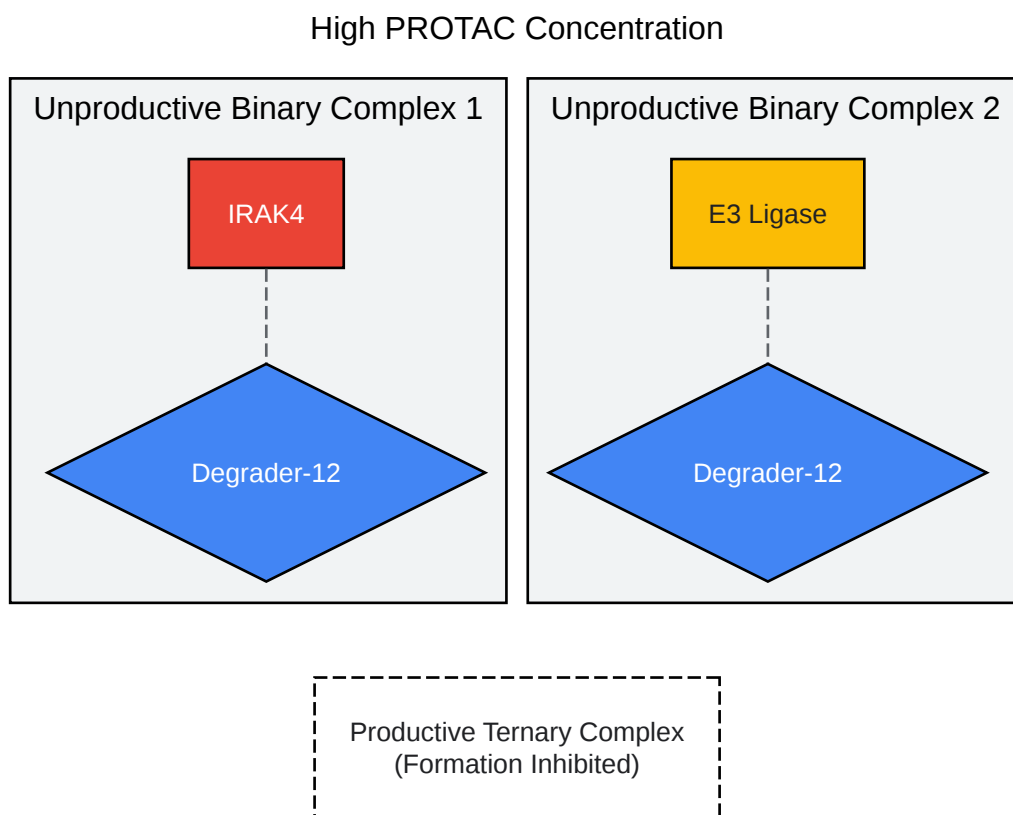 High PROTAC Concentration
Unproductive Binary Complex 1
Unproductive Binary Complex 2
IRAK4
E3 Ligase
Degrader-12
Degrader-12
Productive Ternary Complex
(Formation Inhibited)